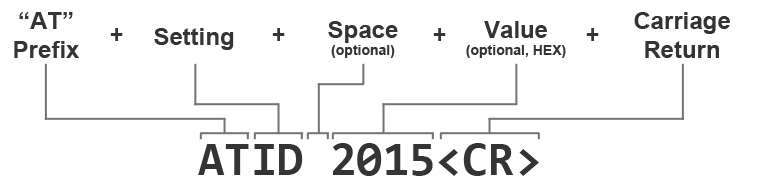 “AT” Prefix + Setting + Space (optional) + Value (optional, HEX) + Carriage Return
ATID 2015<CR>